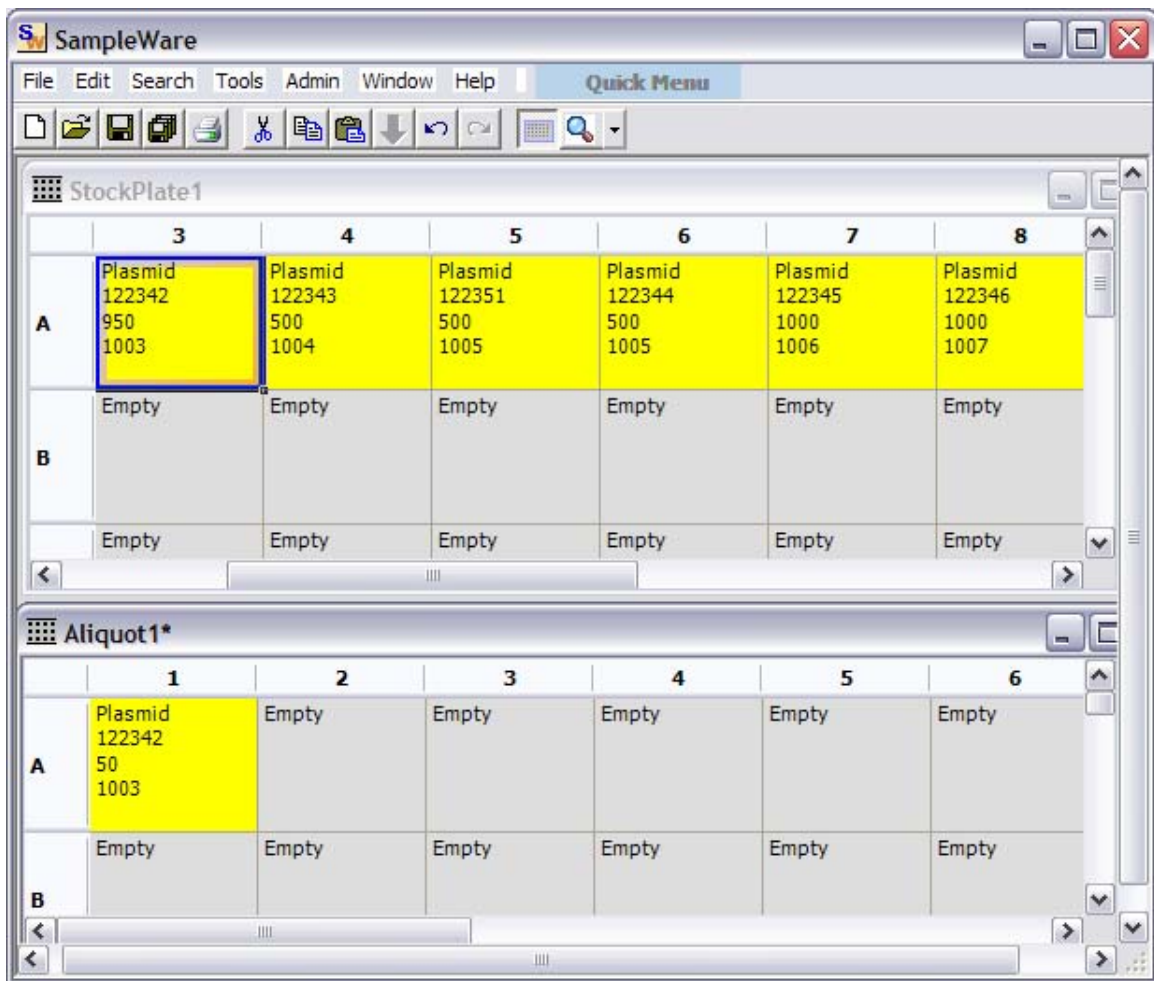 SampleWare
File Edit Search Tools Admin Window Help Quick Menu
StockPlate1
3 4 5 6 7 8
A
Plasmid Plasmid Plasmid Plasmid Plasmid Plasmid
122342 122343 122351 122344 122345 122346
950 500 500 500 1000 1000
1003 1004 1005 1005 1006 1007
B
Empty Empty Empty Empty Empty Empty
Empty Empty Empty Empty Empty Empty
Aliquot1*
1 2 3 4 5 6
A
Plasmid Empty Empty Empty Empty Empty
122342
50
1003
B
Empty Empty Empty Empty Empty Empty